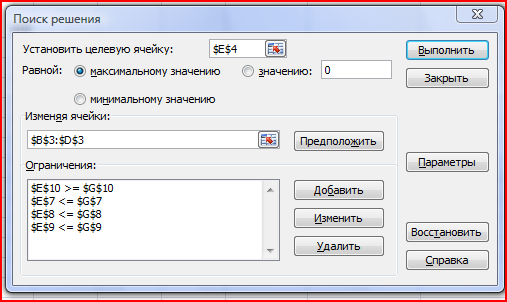 Поиск решения
Установить целевую ячейку: $E$4 Выполнить
Равной: максимальному значению значению: 0 Закрыть
минимальному значению
Изменяя ячейки:
$B$3:$D$3 Предположить
Ограничения: Параметры
$E$10 >= $G$10 Добавить
$E$7 <= $G$7
$E$8 <= $G$8 Изменить
$E$9 <= $G$9 Восстановить
Удалить Справка